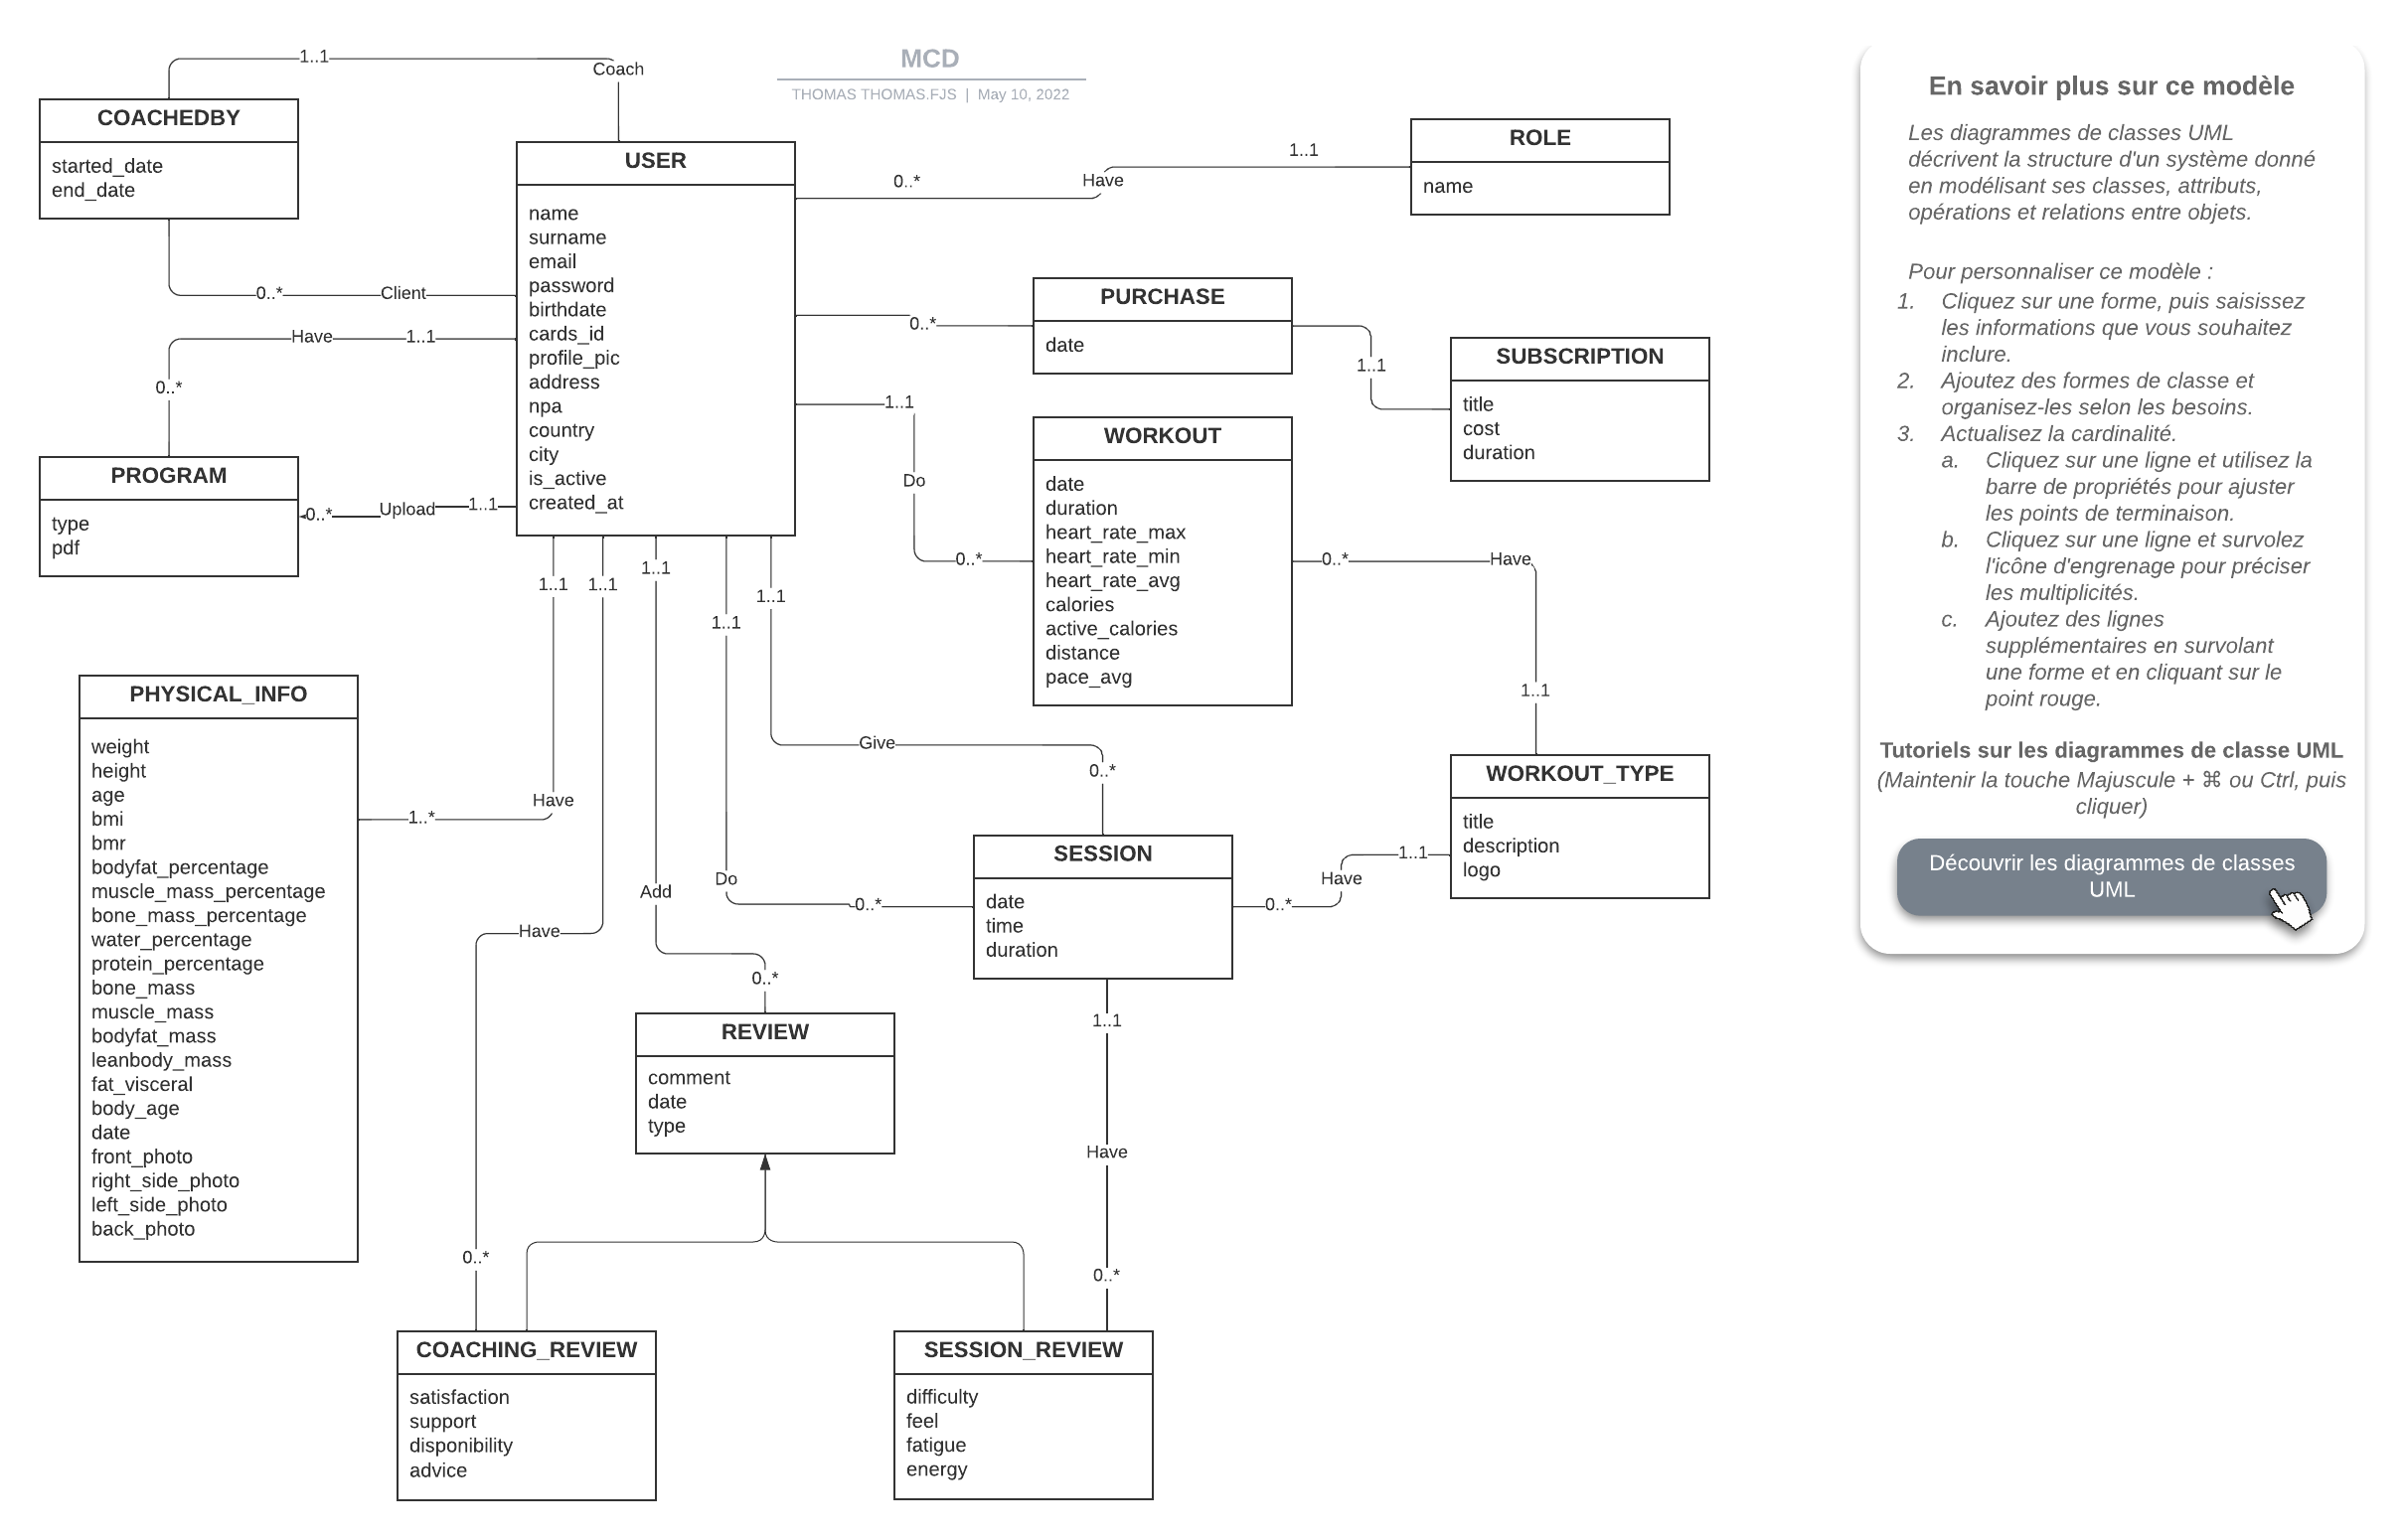 MCD
THOMAS THOMAS.FJS | May 10, 2022
1..1
Coach
COACHEDBY
started_date
end_date
0..*
Client
USER
name
surname
email
password
birthdate
cards_id
profile_pic
address
npa
country
city
is_active
created_at
0..*
Have
1..1
ROLE
name
Have
1..1
0..*
PROGRAM
type
pdf
0..*
Upload
1..1
0..*
PURCHASE
date
1..1
SUBSCRIPTION
title
cost
duration
1..1
Do
0..*
WORKOUT
date
duration
heart_rate_max
heart_rate_min
heart_rate_avg
calories
active_calories
distance
pace_avg
0..*
Have
1..1
WORKOUT_TYPE
title
description
logo
1..1
1..1
1..1
1..1
1..1
PHYSICAL_INFO
weight
height
age
bmi
bmr
bodyfat_percentage
muscle_mass_percentage
bone_mass_percentage
water_percentage
protein_percentage
bone_mass
muscle_mass
bodyfat_mass
leanbody_mass
fat_visceral
body_age
date
front_photo
right_side_photo
left_side_photo
back_photo
1..*
Have
Have
0..*
Add
0..*
Do
0..*
Give
0..*
SESSION
date
time
duration
0..*
Have
1..1
REVIEW
comment
date
type
1..1
Have
0..*
COACHING_REVIEW
satisfaction
support
disponibility
advice
SESSION_REVIEW
difficulty
feel
fatigue
energy
En savoir plus sur ce modèle
Les diagrammes de classes UML
décrivent la structure d'un système donné
en modélisant ses classes, attributs,
opérations et relations entre objets.
Pour personnaliser ce modèle :
1. Cliquez sur une forme, puis saisissez
les informations que vous souhaitez
inclure.
2. Ajoutez des formes de classe et
organisez-les selon les besoins.
3. Actualisez la cardinalité.
a. Cliquez sur une ligne et utilisez la
barre de propriétés pour ajuster
les points de terminaison.
b. Cliquez sur une ligne et survolez
l'icône d'engrenage pour préciser
les multiplicités.
c. Ajoutez des lignes
supplémentaires en survolant
une forme et en cliquant sur le
point rouge.
Tutoriels sur les diagrammes de classe UML
(Maintenir la touche Majuscule + ⌘ ou Ctrl, puis
cliquer)
Découvrir les diagrammes de classes
UML